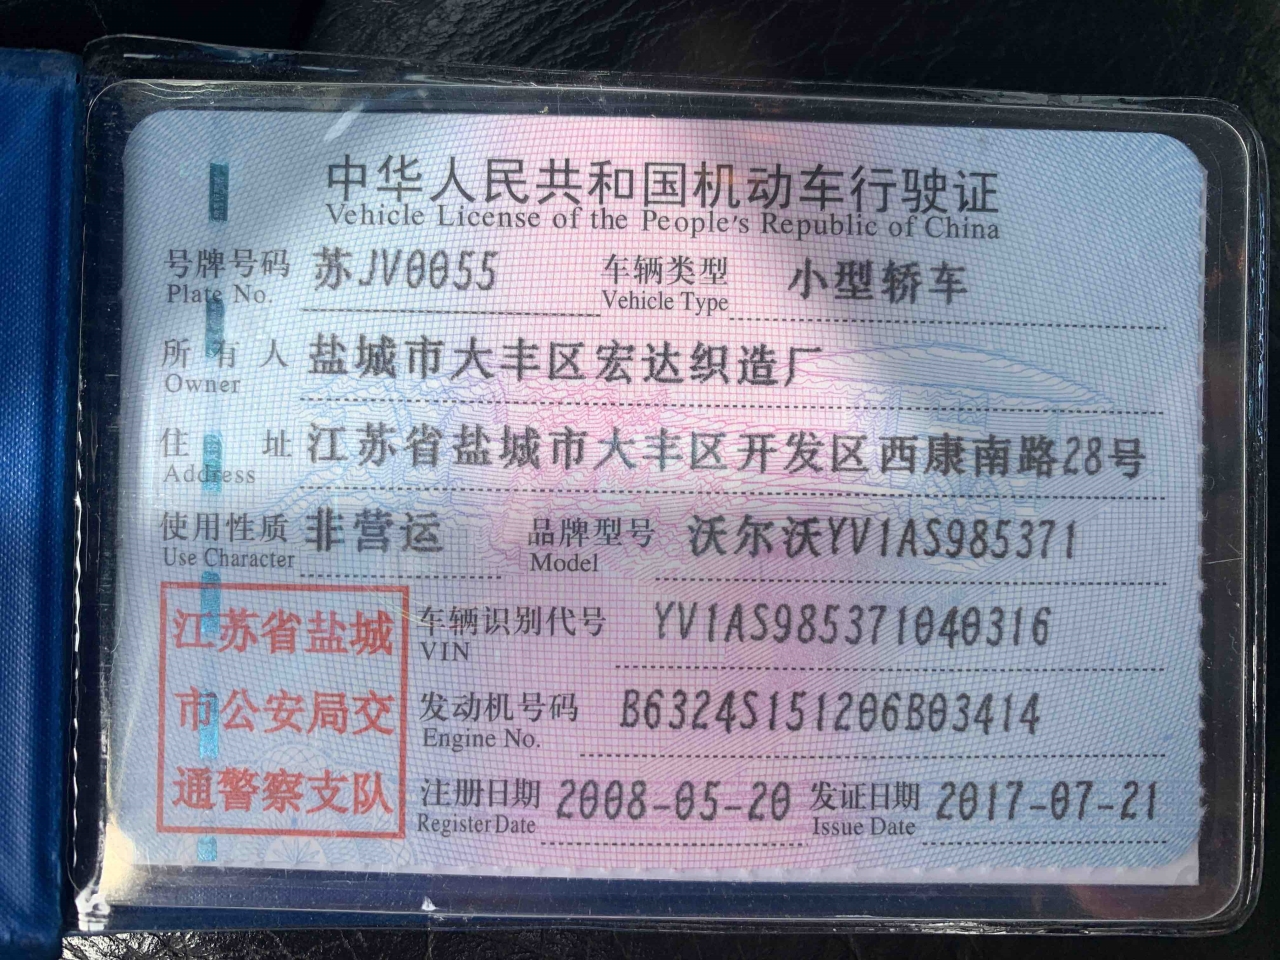 中华人民共和国机动车行驶证
Vehicle License of the People's Republic of China
号牌号码 苏JV0055 车辆类型 小型轿车
Plate No. Vehicle Type
所有人 盐城市大丰区宏达织造厂
Owner
住址 江苏省盐城市大丰区开发区西康南路28号
Address
使用性质 非营运 品牌型号 沃尔沃YV1AS985371
Use Character Model
江苏省盐城
市公安局交
通警察支队
车辆识别代号 YV1AS985371040316
VIN
发动机号码 B6324S151206B03414
Engine No.
注册日期 2008-05-20 发证日期 2017-07-21
Register Date Issue Date